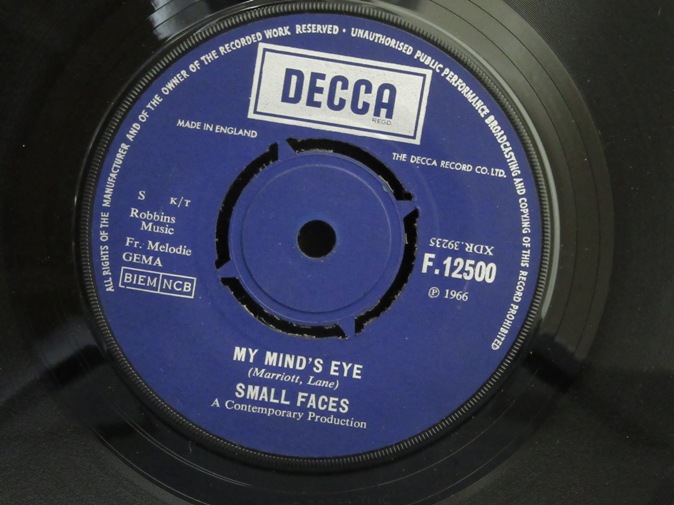 ALL RIGHTS OF THE MANUFACTURER AND OF THE OWNER OF THE RECORDED WORK RESERVED • UNAUTHORISED PUBLIC PERFORMANCE BROADCASTING AND COPYING OF THIS RECORD PROHIBITED
DECCA
REGD.
MADE IN ENGLAND
THE DECCA RECORD CO. LTD.
S K/T
Robbins
Music
Fr. Melodie
GEMA
BIEM NCB
XDR.39235
F.12500
℗ 1966
MY MIND'S EYE
(Marriott, Lane)
SMALL FACES
A Contemporary Production